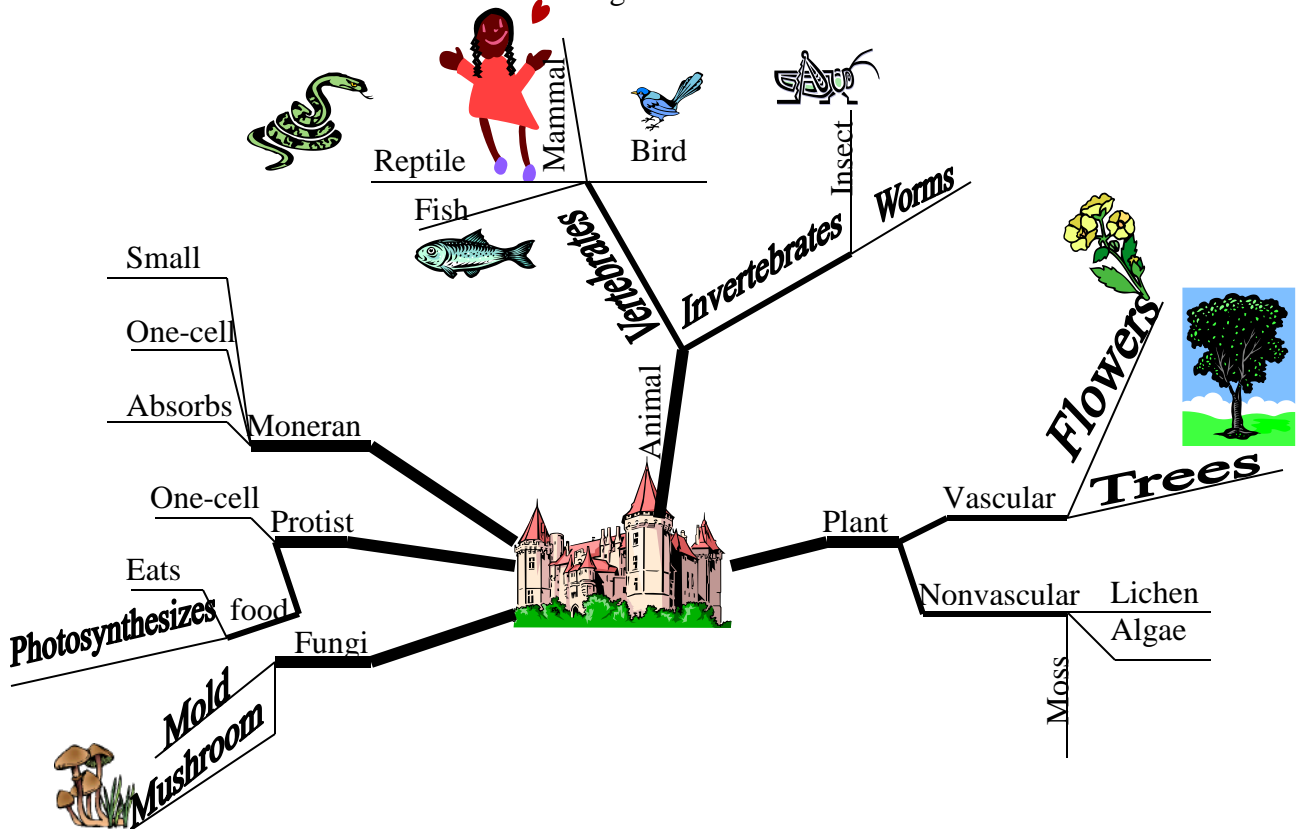 Mammal
Reptile
Bird
Fish
Insect
Worms
Vertebrates
Invertebrates
Animal
Small
One-cell
Absorbs
Moneran
One-cell
Protist
Eats
food
Photosynthesizes
Fungi
Mold
Mushroom
Plant
Vascular
Flowers
Trees
Nonvascular
Lichen
Algae
Moss